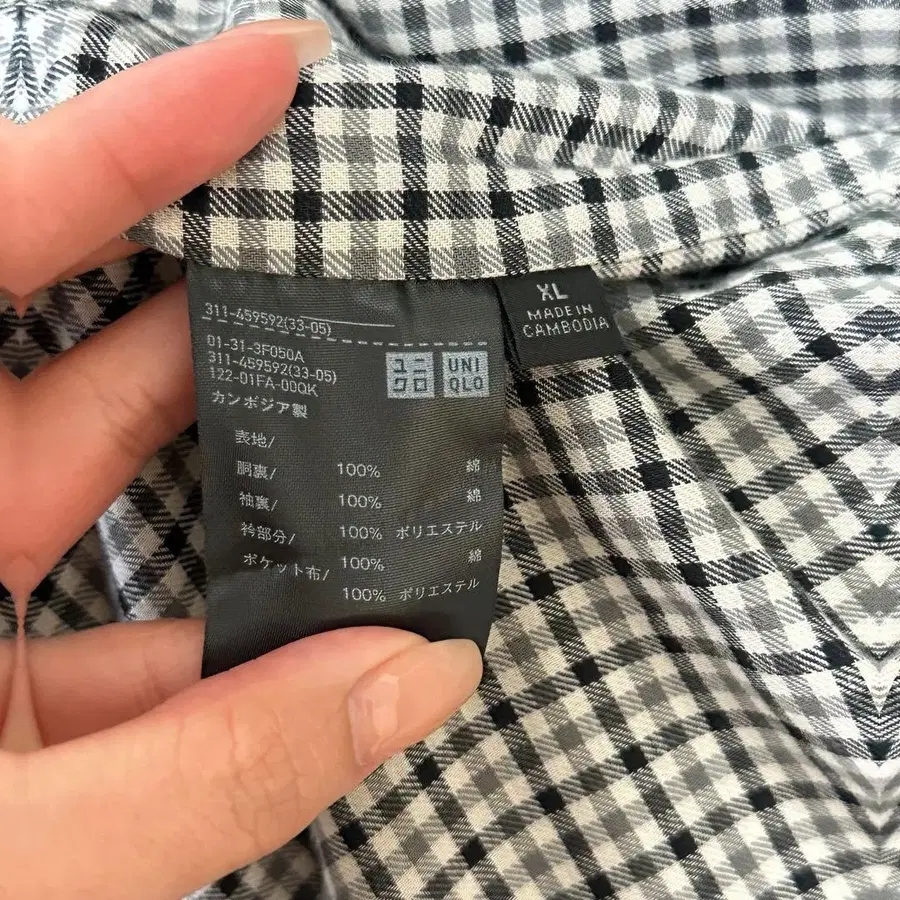 311-459592(33-05)
01-31-3F050A
311-459592(33-05)
122-01FA-00QK
カンボジア製
ユニ
クロ
UNI
QLO
表地/
胴裏/ 100% 綿
袖裏/ 100% 綿
衿部分/ 100% ポリエステル
ポケット布/ 100% 綿
100% ポリエステル
XL
MADE IN
CAMBODIA